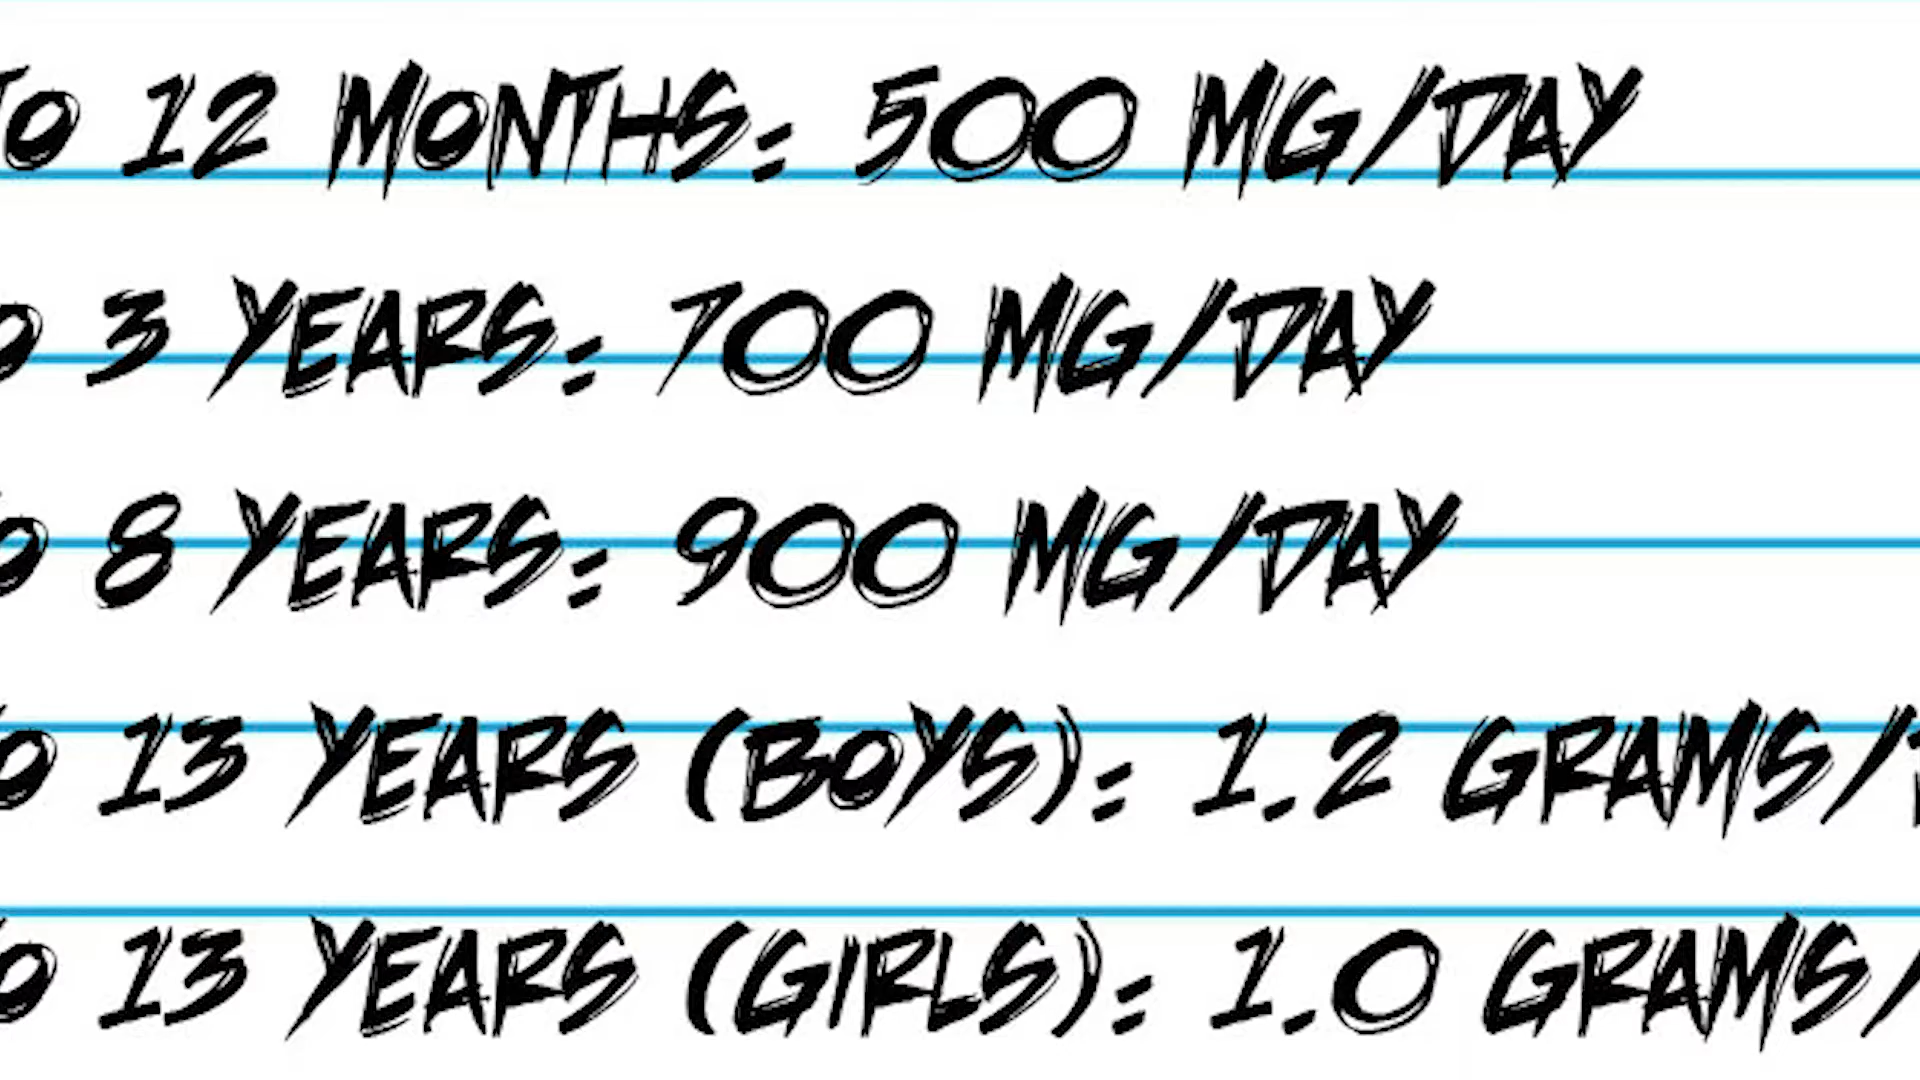 TO 12 MONTHS: 500 MG/DAY
3 YEARS: 700 MG/DAY
8 YEARS: 900 MG/DAY
13 YEARS (BOYS): 1.2 GRAMS/
13 YEARS (GIRLS): 1.0 GRAMS/